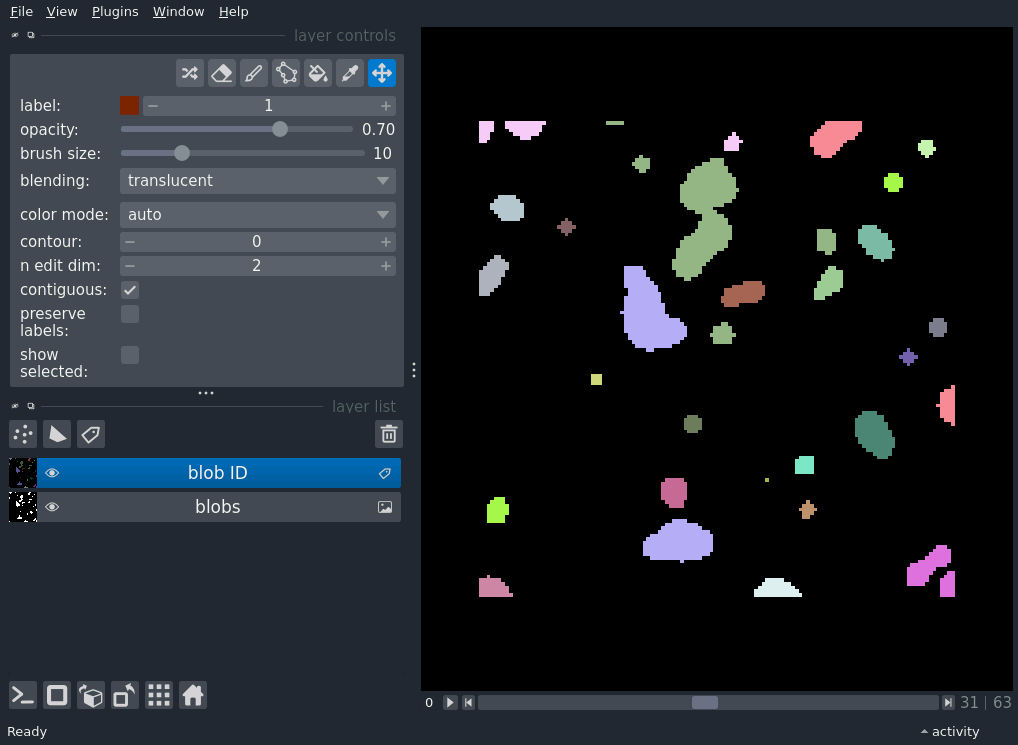 File View Plugins Window Help
layer controls
label: 1
opacity: 0.70
brush size: 10
blending: translucent
color mode: auto
contour: 0
n edit dim: 2
contiguous:
preserve
labels:
show
selected:
layer list
blob ID
blobs
0 31 | 63
Ready activity